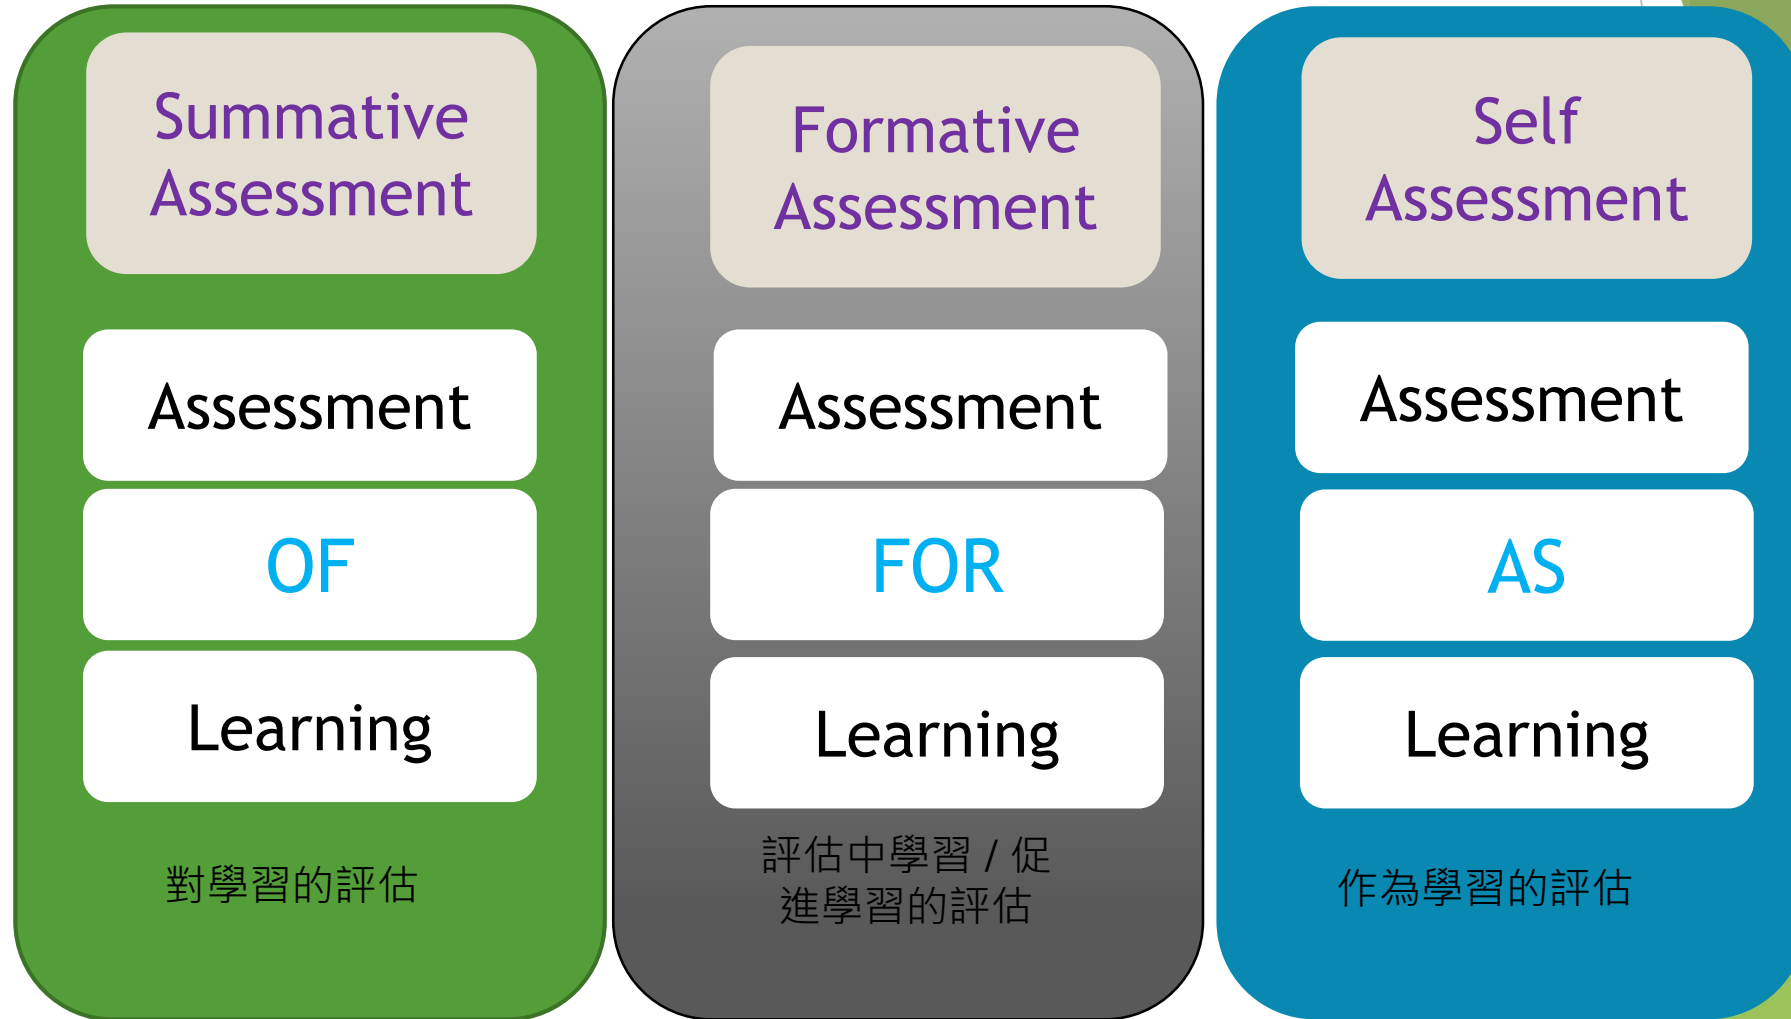 Summative
Assessment
Assessment
OF
Learning
對學習的評估
Formative
Assessment
Assessment
FOR
Learning
評估中學習 / 促
進學習的評估
Self
Assessment
Assessment
AS
Learning
作為學習的評估